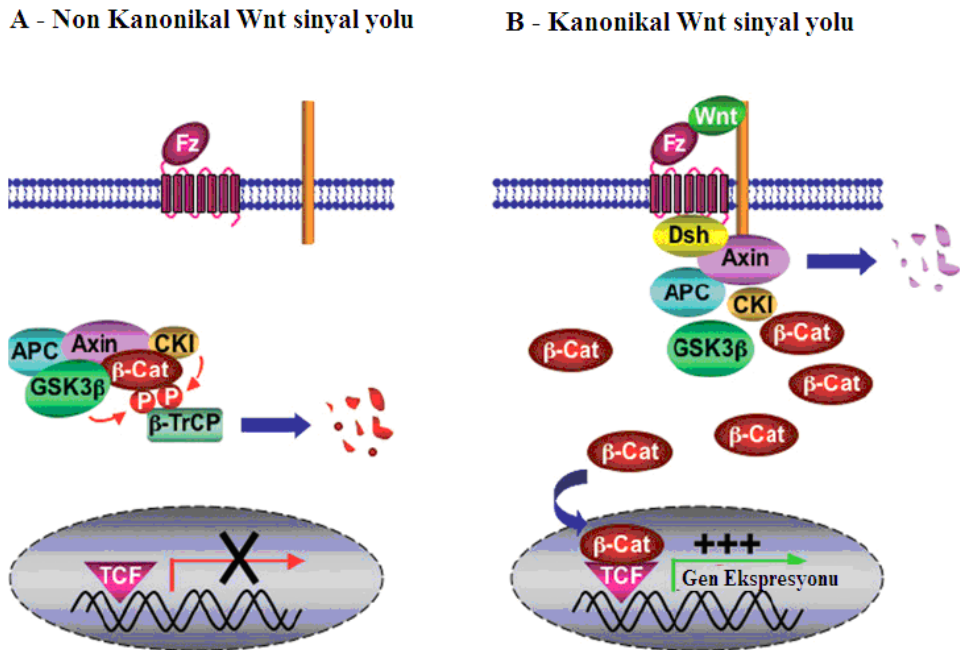 A - Non Kanonikal Wnt sinyal yolu
Fz
APC
Axin
CKI
GSK3β
β-Cat
P
P
β-TrCP
TCF
B - Kanonikal Wnt sinyal yolu
Wnt
Fz
Dsh
Axin
APC
CKI
GSK3β
β-Cat
β-Cat
β-Cat
β-Cat
β-Cat
β-Cat
+++
TCF
Gen Ekspresyonu